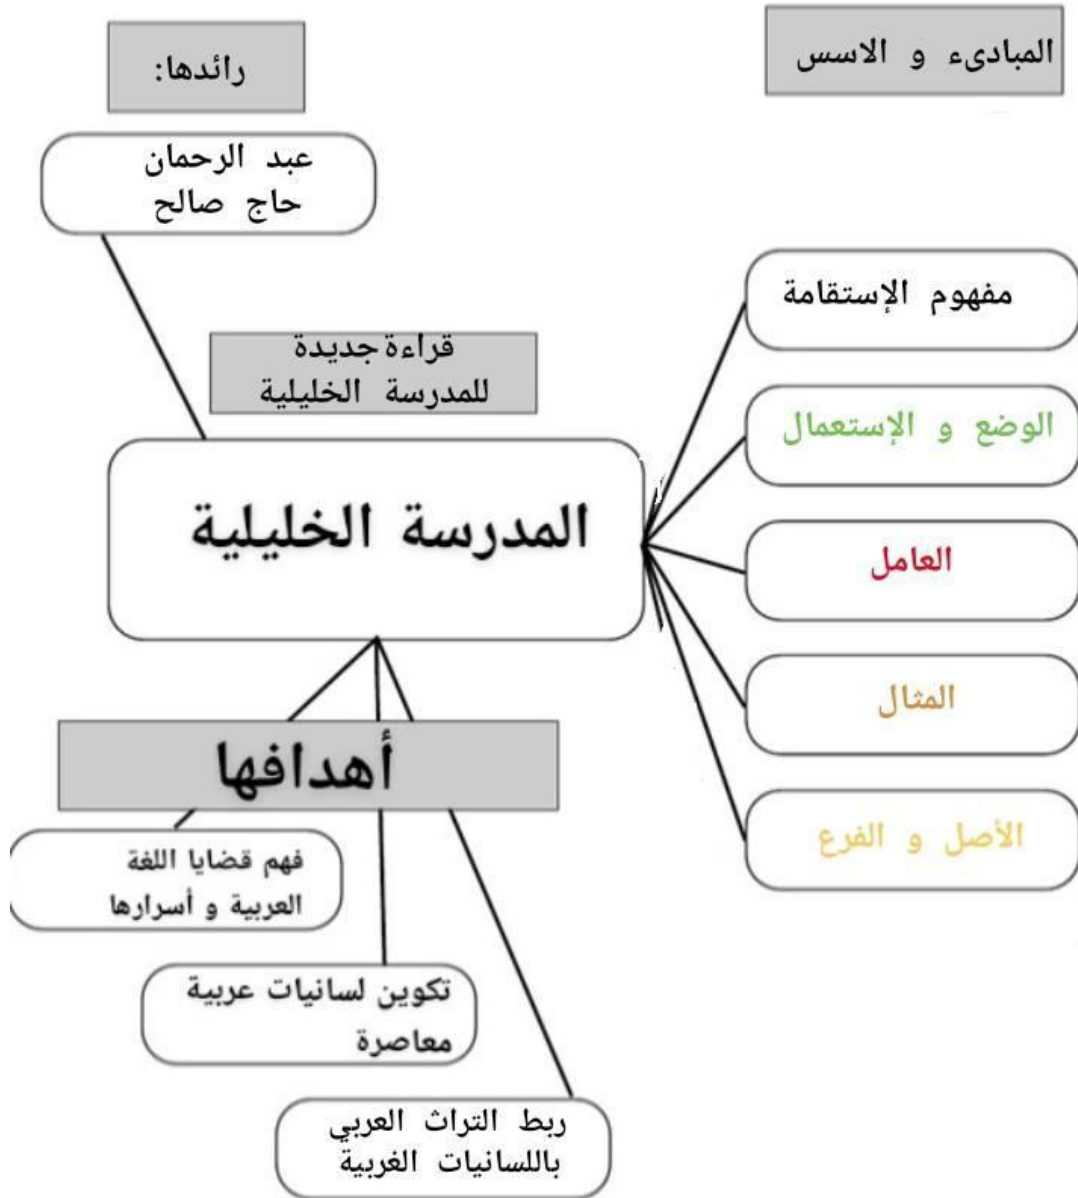 المبادىء و الاسس
رائدها:
عبد الرحمان
حاج صالح
مفهوم الإستقامة
قراءة جديدة
للمدرسة الخليلية
الوضع و الإستعمال
المدرسة الخليلية
العامل
المثال
أهدافها
الأصل و الفرع
فهم قضايا اللغة
العربية و أسرارها
تكوين لسانيات عربية
معاصرة
ربط التراث العربي
باللسانيات الغربية